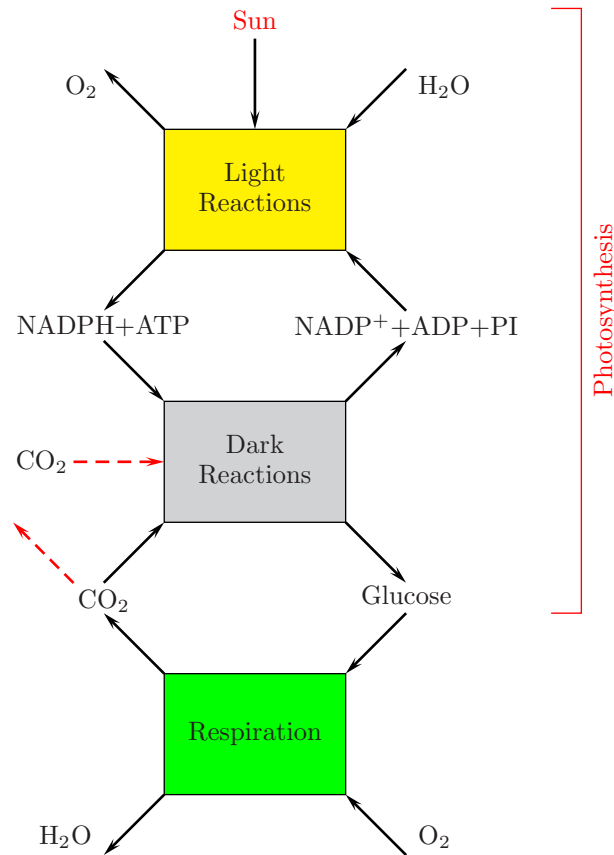 Sun
O₂
H₂O
Light
Reactions
NADPH+ATP
NADP⁺+ADP+PI
Photosynthesis
Dark
Reactions
CO₂
CO₂
Glucose
Respiration
H₂O
O₂